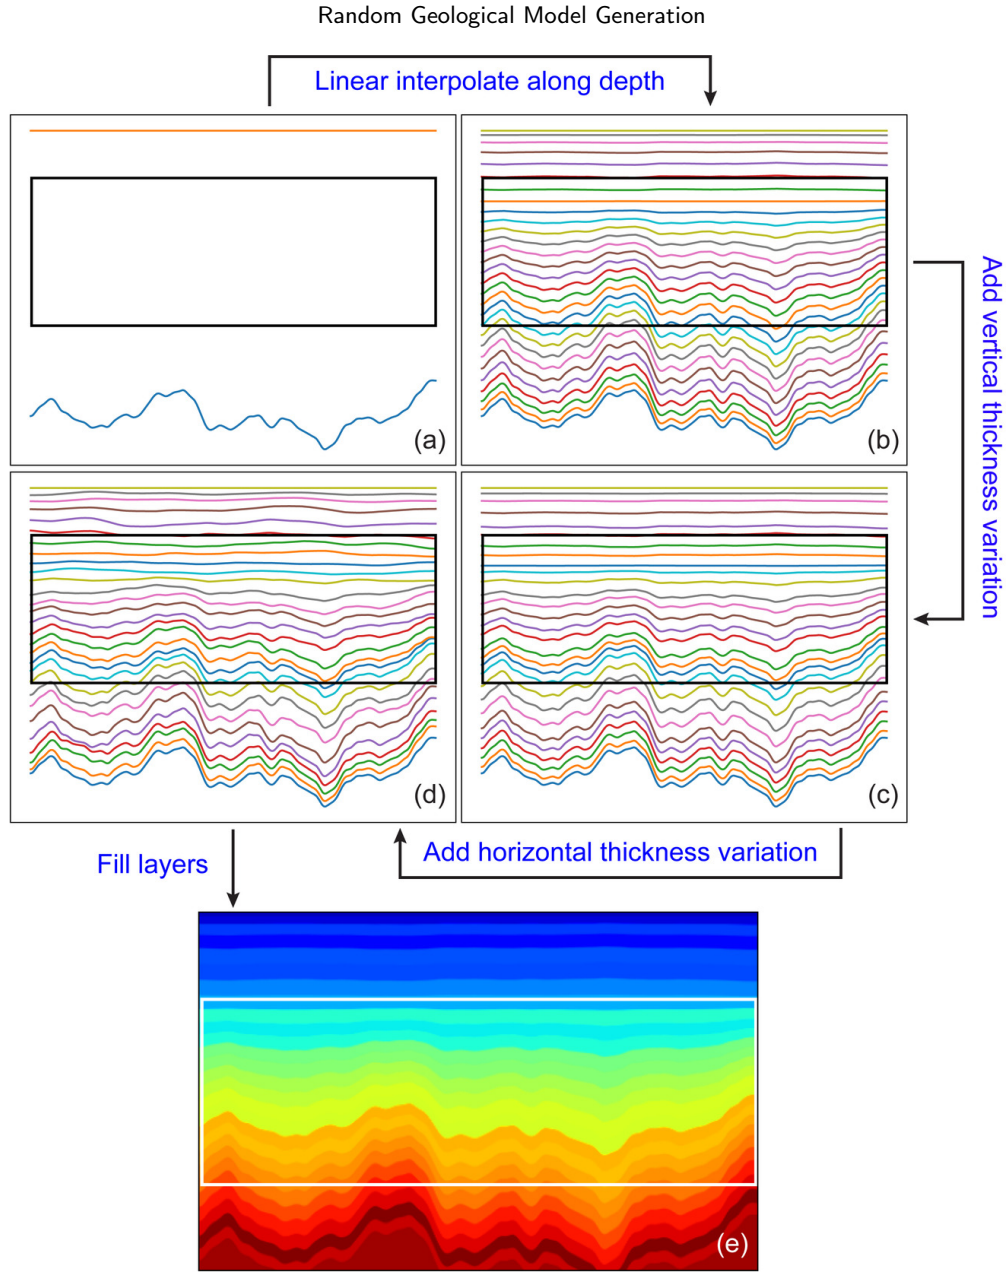 Random Geological Model Generation
Linear interpolate along depth
(a)
(b)
Add vertical thickness variation
(d)
(c)
Fill layers
Add horizontal thickness variation
(e)